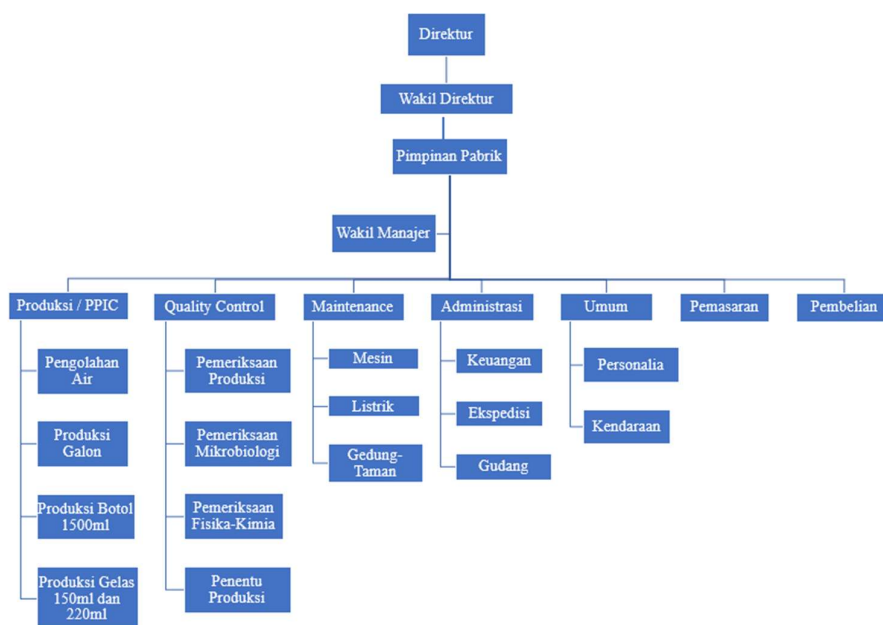 Direktur
Wakil Direktur
Pimpinan Pabrik
Wakil Manajer
Produksi / PPIC
Quality Control
Maintenance
Administrasi
Umum
Pemasaran
Pembelian
Pengolahan
Air
Produksi
Galon
Produksi Botol
1500ml
Produksi Gelas
150ml dan
220ml
Pemeriksaan
Produksi
Pemeriksaan
Mikrobiologi
Pemeriksaan
Fisika-Kimia
Penentu
Produksi
Mesin
Listrik
Gedung-
Taman
Keuangan
Ekspedisi
Gudang
Personalia
Kendaraan